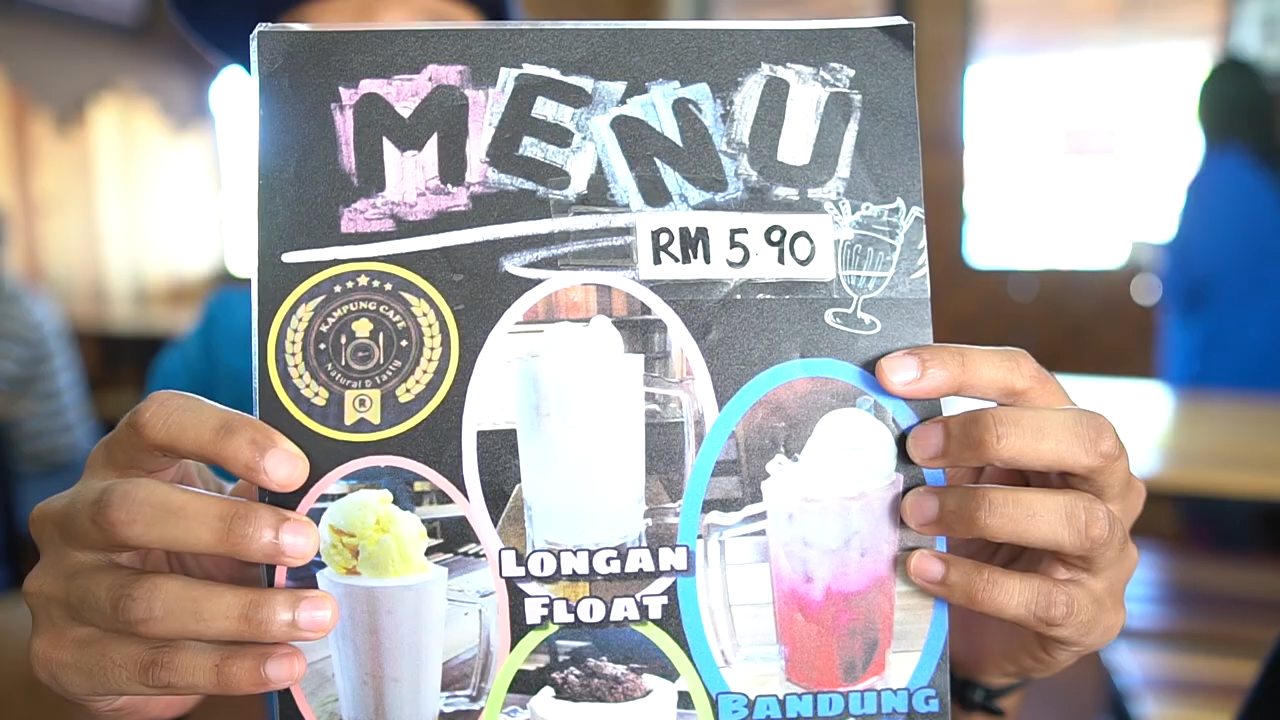 MENU
RM 5.90
KAMPUNG CAFE
Natural & Tasty
R
LONGAN
FLOAT
BANDUNG